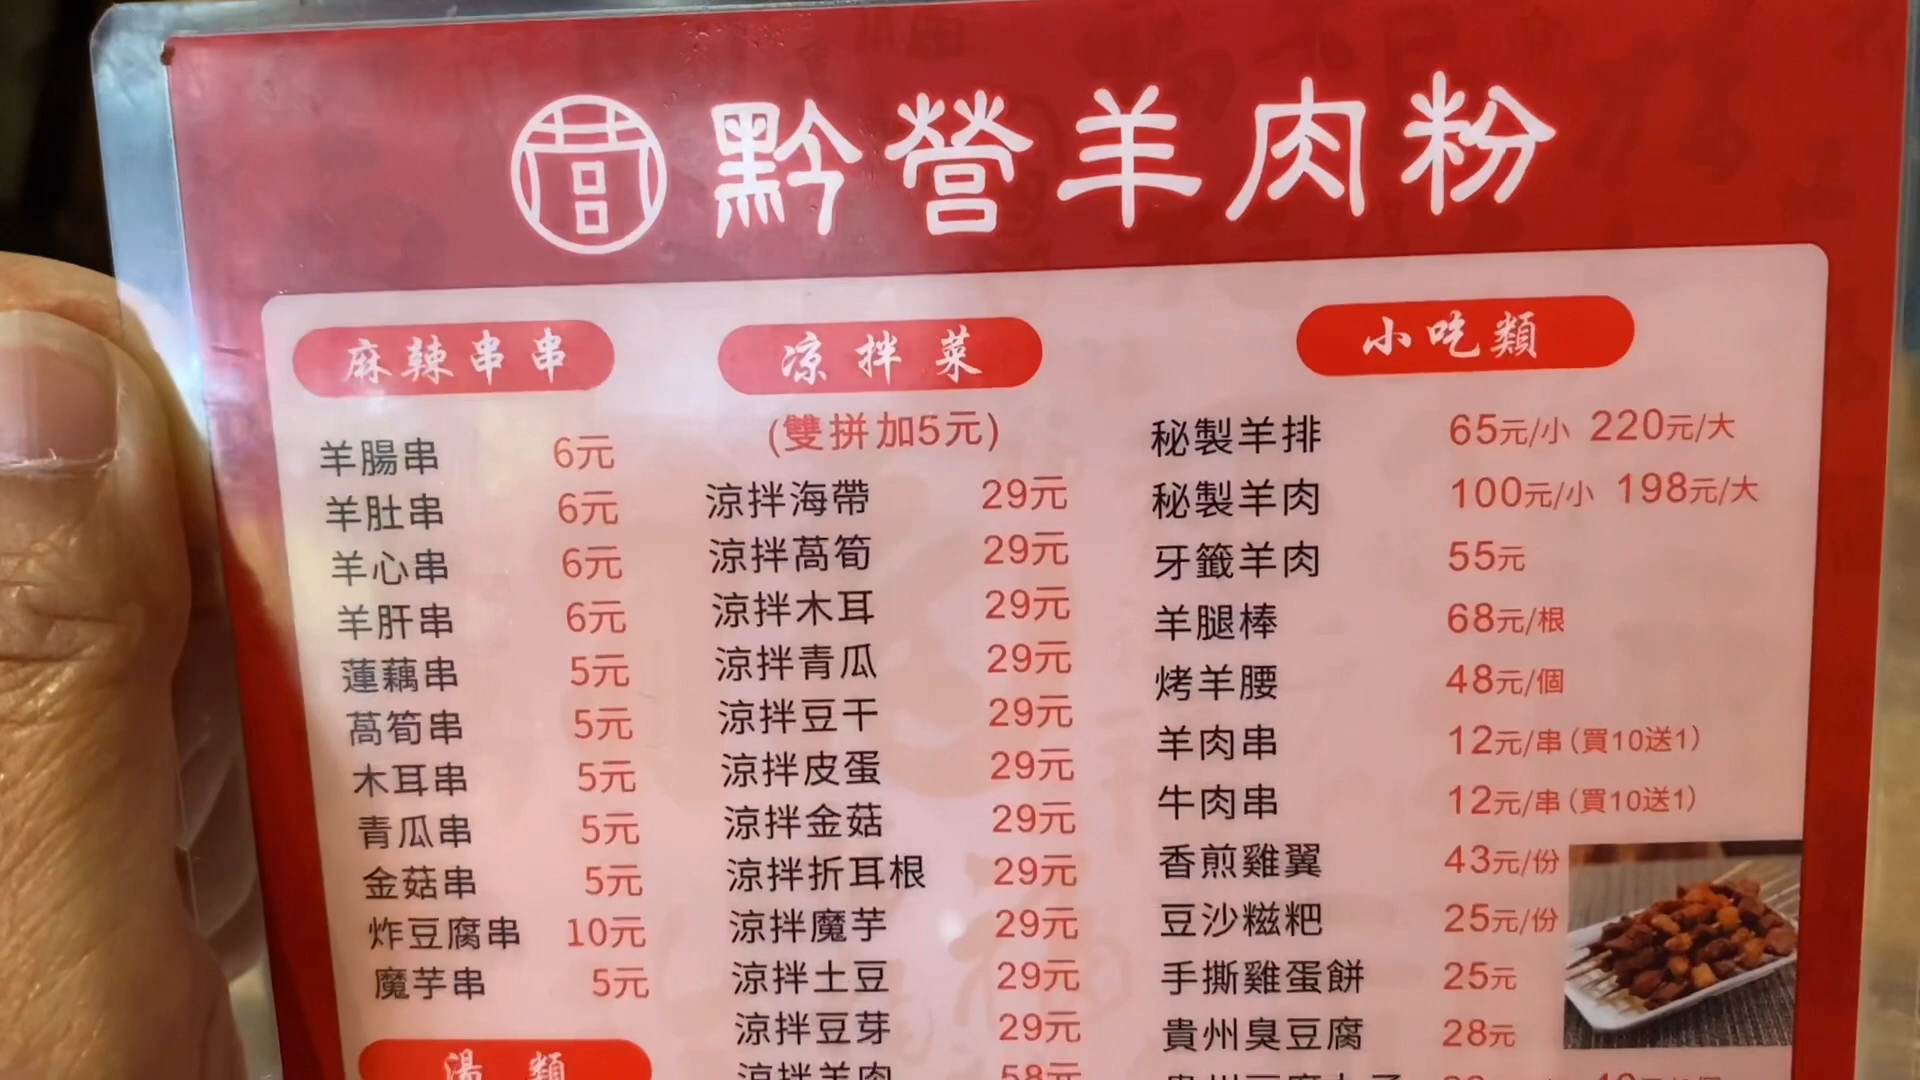 黔營羊肉粉
麻辣串串
羊腸串 6元
羊肚串 6元
羊心串 6元
羊肝串 6元
蓮藕串 5元
萵筍串 5元
木耳串 5元
青瓜串 5元
金菇串 5元
炸豆腐串 10元
魔芋串 5元
湯類
凉拌菜
(雙拼加5元)
涼拌海帶 29元
涼拌萵筍 29元
涼拌木耳 29元
涼拌青瓜 29元
涼拌豆干 29元
涼拌皮蛋 29元
涼拌金菇 29元
涼拌折耳根 29元
涼拌魔芋 29元
涼拌土豆 29元
涼拌豆芽 29元
涼拌羊肉 58元
小吃類
秘製羊排 65元/小 220元/大
秘製羊肉 100元/小 198元/大
牙籤羊肉 55元
羊腿棒 68元/根
烤羊腰 48元/個
羊肉串 12元/串(買10送1)
牛肉串 12元/串(買10送1)
香煎雞翼 43元/份
豆沙糍粑 25元/份
手撕雞蛋餅 25元
貴州臭豆腐 28元